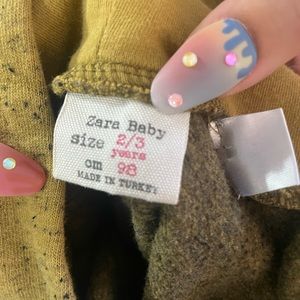 Zara Baby
size 2/3
years
cm 98
MADE IN TURKEY